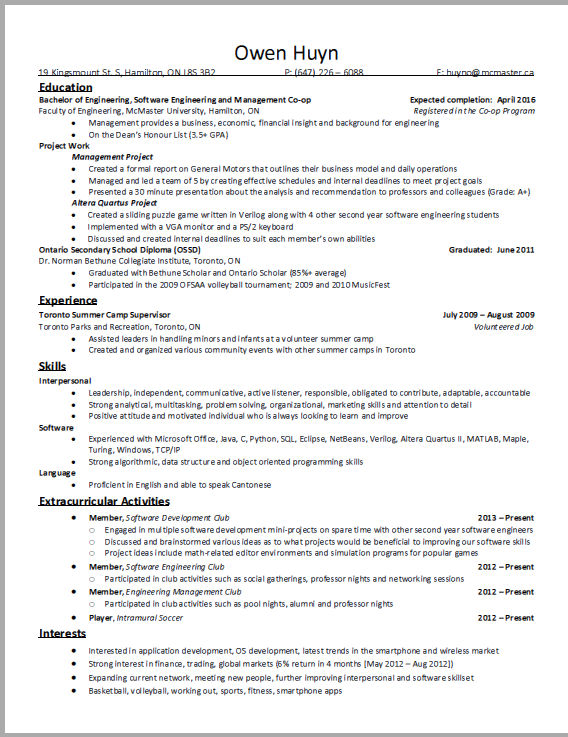 Owen Huyn
19 Kingsmount St. S, Hamilton, ON L8S 3B2 P: (647) 226 – 6088 E: huyno@mcmaster.ca
Education
Bachelor of Engineering, Software Engineering and Management Co-op Expected completion: April 2016
Faculty of Engineering, McMaster University, Hamilton, ON Registered in the Co-op Program
• Management provides a business, economic, financial insight and background for engineering
• On the Dean's Honour List (3.5+ GPA)
Project Work
Management Project
• Created a formal report on General Motors that outlines their business model and daily operations
• Managed and led a team of 5 by creating effective schedules and internal deadlines to meet project goals
• Presented a 30 minute presentation about the analysis and recommendation to professors and colleagues (Grade: A+)
Altera Quartus Project
• Created a sliding puzzle game written in Verilog along with 4 other second year software engineering students
• Implemented with a VGA monitor and a PS/2 keyboard
• Discussed and created internal deadlines to suit each member's own abilities
Ontario Secondary School Diploma (OSSD) Graduated: June 2011
Dr. Norman Bethune Collegiate Institute, Toronto, ON
• Graduated with Bethune Scholar and Ontario Scholar (85%+ average)
• Participated in the 2009 OFSAA volleyball tournament; 2009 and 2010 MusicFest
Experience
Toronto Summer Camp Supervisor July 2009 – August 2009
Toronto Parks and Recreation, Toronto, ON Volunteered Job
• Assisted leaders in handling minors and infants at a volunteer summer camp
• Created and organized various community events with other summer camps in Toronto
Skills
Interpersonal
• Leadership, independent, communicative, active listener, responsible, obligated to contribute, adaptable, accountable
• Strong analytical, multitasking, problem solving, organizational, marketing skills and attention to detail
• Positive attitude and motivated individual who is always looking to learn and improve
Software
• Experienced with Microsoft Office, Java, C, Python, SQL, Eclipse, NetBeans, Verilog, Altera Quartus II, MATLAB, Maple,
Turing, Windows, TCP/IP
• Strong algorithmic, data structure and object oriented programming skills
Language
• Proficient in English and able to speak Cantonese
Extracurricular Activities
• Member, Software Development Club 2013 – Present
○ Engaged in multiple software development mini-projects on spare time with other second year software engineers
○ Discussed and brainstormed various ideas as to what projects would be beneficial to improving our software skills
○ Project ideas include math-related editor environments and simulation programs for popular games
• Member, Software Engineering Club 2012 – Present
○ Participated in club activities such as social gatherings, professor nights and networking sessions
• Member, Engineering Management Club 2012 – Present
○ Participated in club activities such as pool nights, alumni and professor nights
• Player, Intramural Soccer 2012 – Present
Interests
• Interested in application development, OS development, latest trends in the smartphone and wireless market
• Strong interest in finance, trading, global markets (6% return in 4 months [May 2012 – Aug 2012])
• Expanding current network, meeting new people, further improving interpersonal and software skillset
• Basketball, volleyball, working out, sports, fitness, smartphone apps